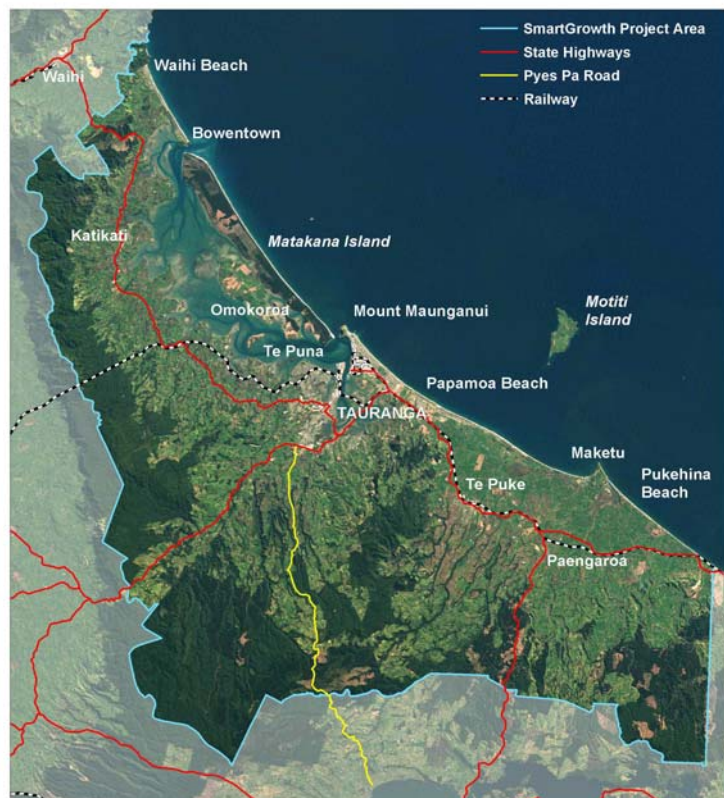 SmartGrowth Project Area
State Highways
Pyes Pa Road
Railway
Waihi Beach
Waihi
Bowentown
Katikati
Matakana Island
Omokoroa
Mount Maunganui
Motiti
Island
Te Puna
Papamoa Beach
TAURANGA
Maketu
Te Puke
Pukehina
Beach
Paengaroa